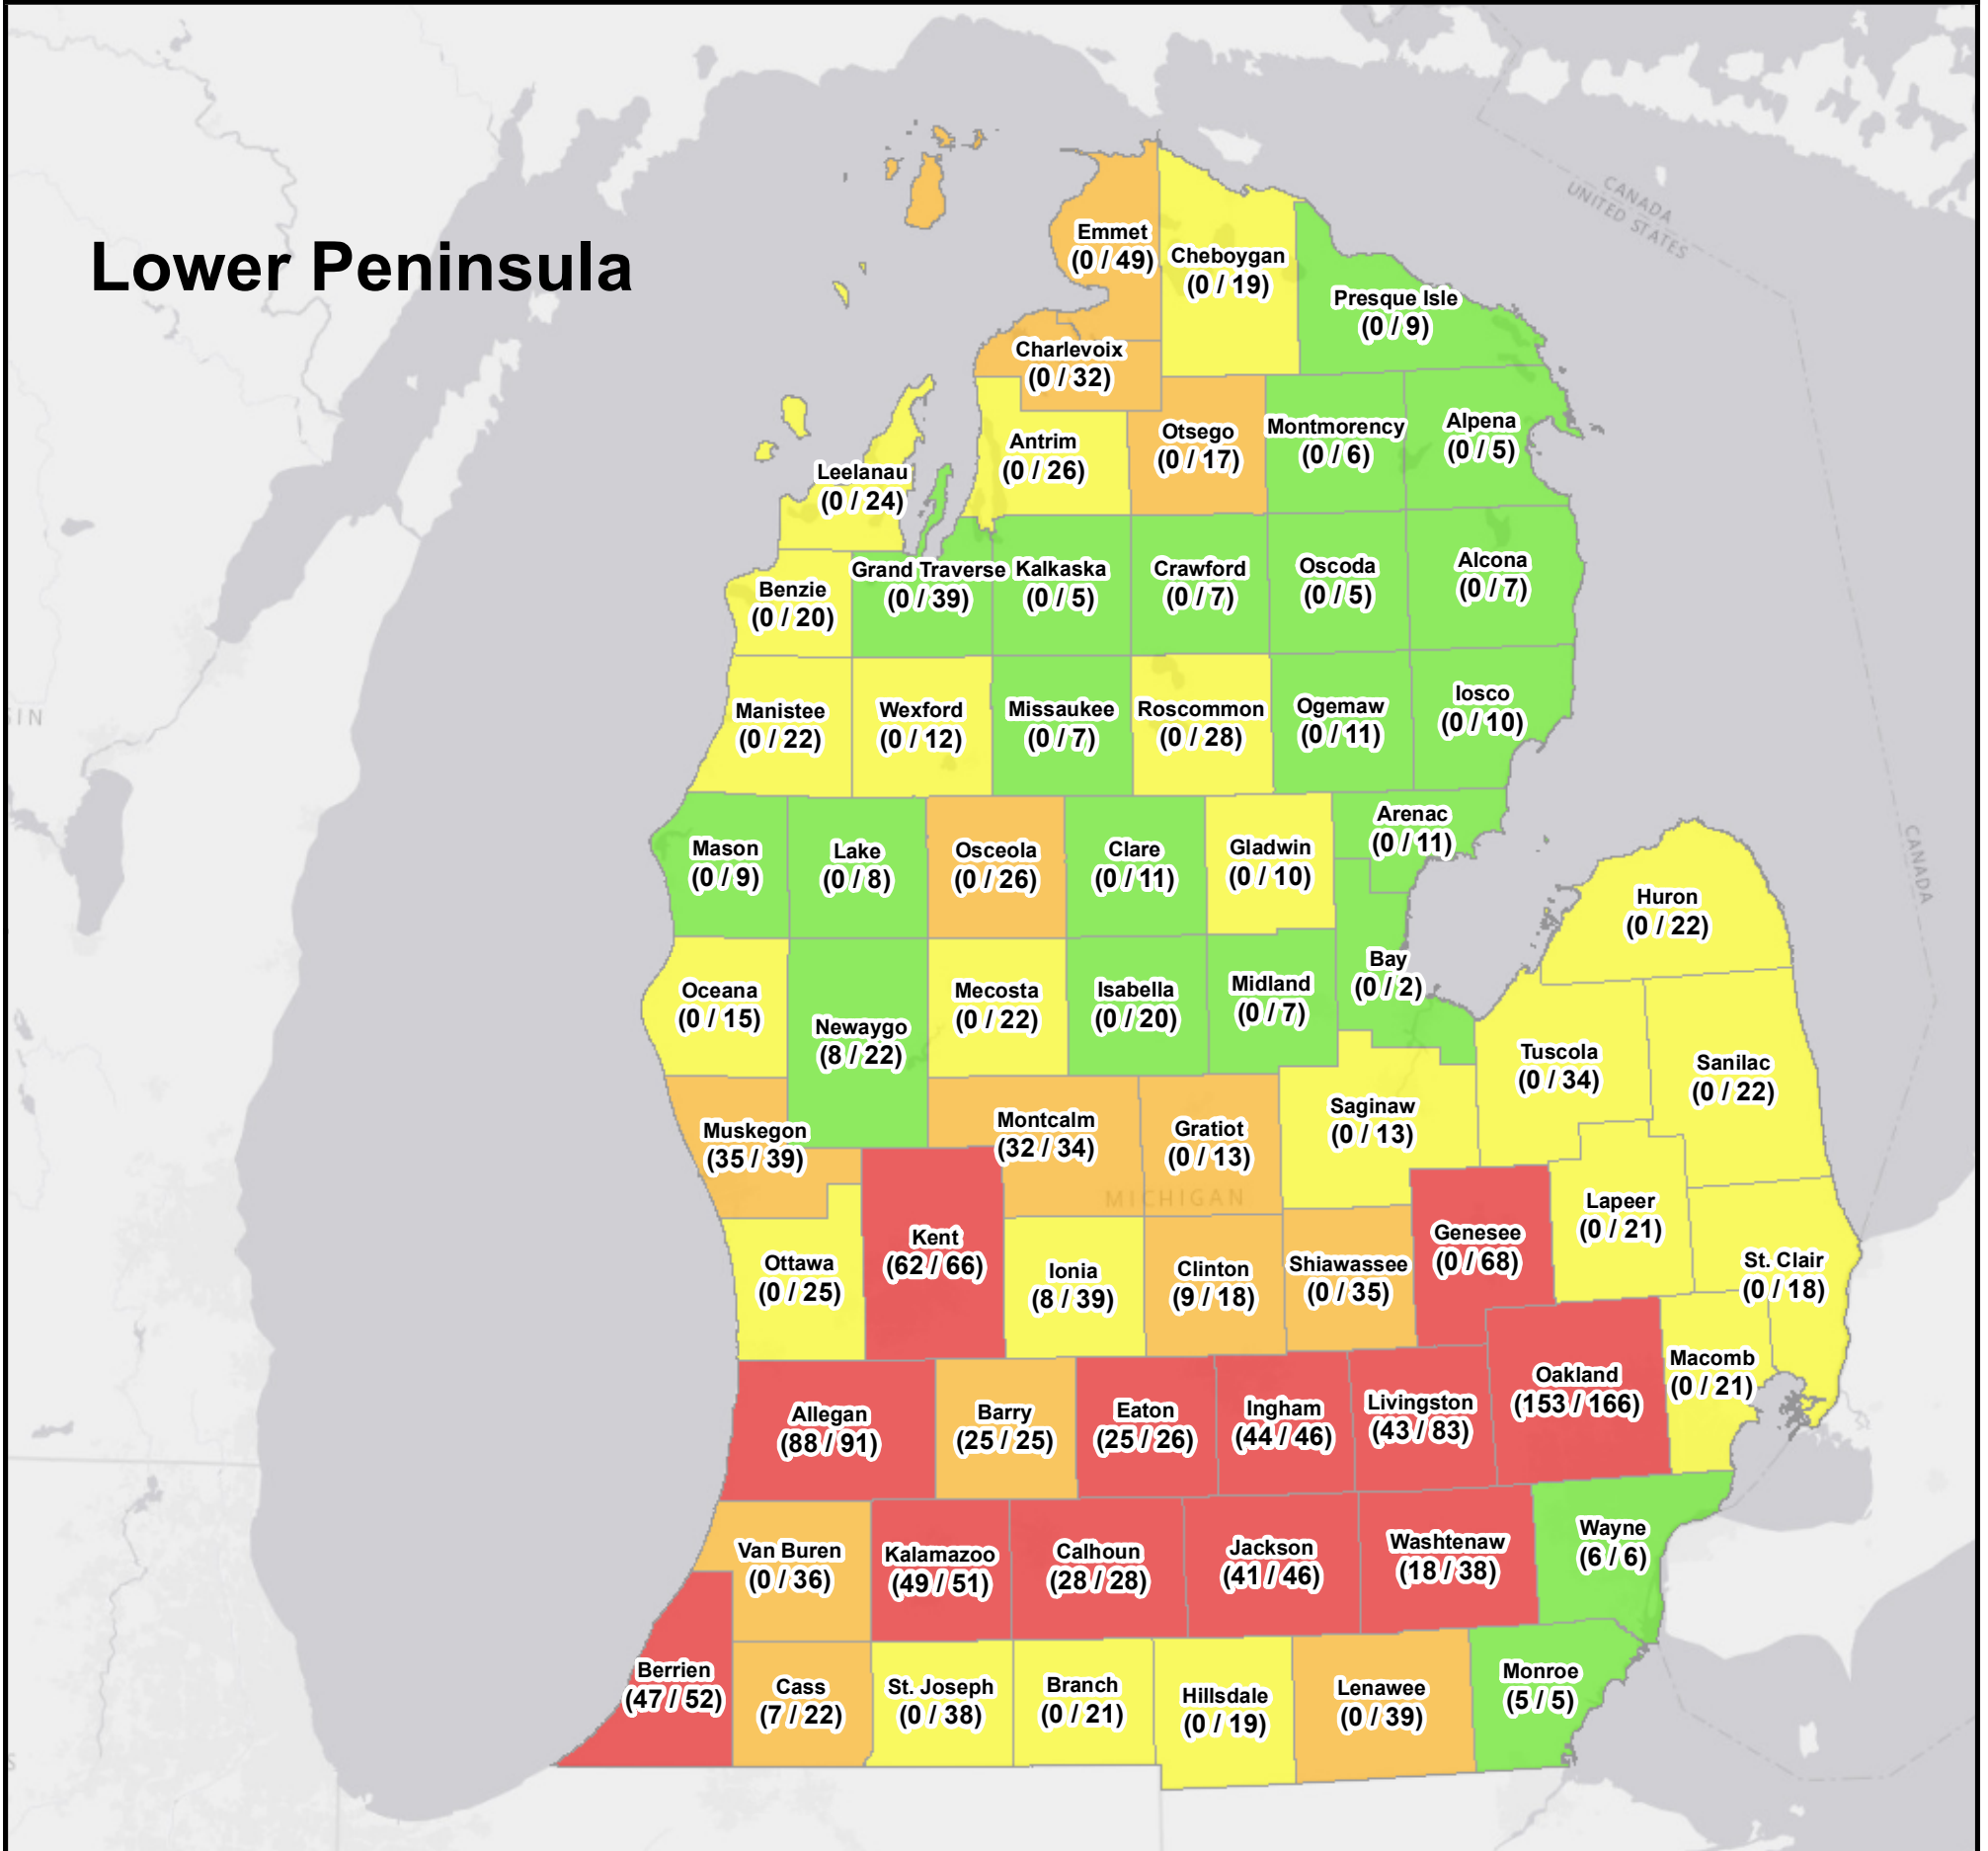 Lower Peninsula
CANADA
UNITED STATES
Emmet
(0 / 49)
Cheboygan
(0 / 19)
Presque Isle
(0 / 9)
Charlevoix
(0 / 32)
Antrim
(0 / 26)
Otsego
(0 / 17)
Montmorency
(0 / 6)
Alpena
(0 / 5)
Leelanau
(0 / 24)
Benzie
(0 / 20)
Grand Traverse
(0 / 39)
Kalkaska
(0 / 5)
Crawford
(0 / 7)
Oscoda
(0 / 5)
Alcona
(0 / 7)
Manistee
(0 / 22)
Wexford
(0 / 12)
Missaukee
(0 / 7)
Roscommon
(0 / 28)
Ogemaw
(0 / 11)
Iosco
(0 / 10)
Mason
(0 / 9)
Lake
(0 / 8)
Osceola
(0 / 26)
Clare
(0 / 11)
Gladwin
(0 / 10)
Arenac
(0 / 11)
CANADA
Huron
(0 / 22)
Oceana
(0 / 15)
Newaygo
(8 / 22)
Mecosta
(0 / 22)
Isabella
(0 / 20)
Midland
(0 / 7)
Bay
(0 / 2)
Tuscola
(0 / 34)
Sanilac
(0 / 22)
Muskegon
(35 / 39)
Montcalm
(32 / 34)
Gratiot
(0 / 13)
Saginaw
(0 / 13)
MICHIGAN
Lapeer
(0 / 21)
Ottawa
(0 / 25)
Kent
(62 / 66)
Ionia
(8 / 39)
Clinton
(9 / 18)
Shiawassee
(0 / 35)
Genesee
(0 / 68)
St. Clair
(0 / 18)
Allegan
(88 / 91)
Barry
(25 / 25)
Eaton
(25 / 26)
Ingham
(44 / 46)
Livingston
(43 / 83)
Oakland
(153 / 166)
Macomb
(0 / 21)
Van Buren
(0 / 36)
Kalamazoo
(49 / 51)
Calhoun
(28 / 28)
Jackson
(41 / 46)
Washtenaw
(18 / 38)
Wayne
(6 / 6)
Berrien
(47 / 52)
Cass
(7 / 22)
St. Joseph
(0 / 38)
Branch
(0 / 21)
Hillsdale
(0 / 19)
Lenawee
(0 / 39)
Monroe
(5 / 5)